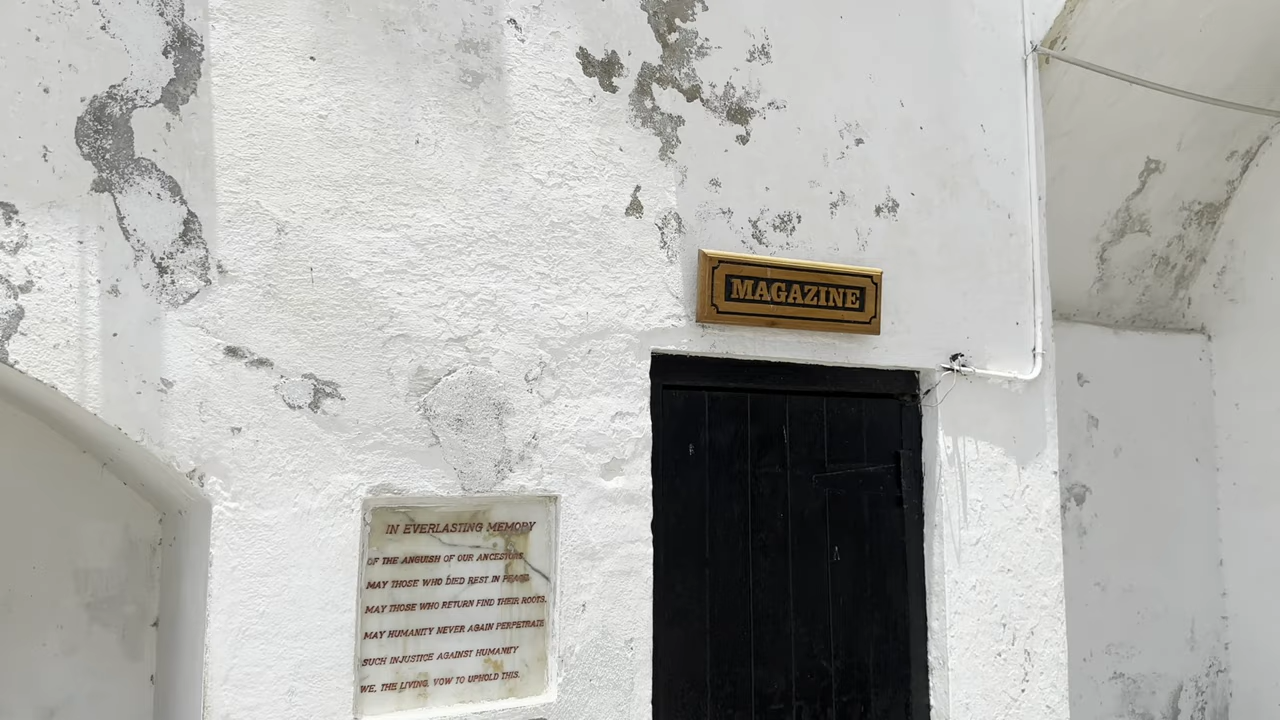 MAGAZINE
IN EVERLASTING MEMORY
OF THE ANGUISH OF OUR ANCESTORS.
MAY THOSE WHO DIED REST IN PEACE.
MAY THOSE WHO RETURN FIND THEIR ROOTS.
MAY HUMANITY NEVER AGAIN PERPETRATE
SUCH INJUSTICE AGAINST HUMANITY
WE, THE LIVING, VOW TO UPHOLD THIS.